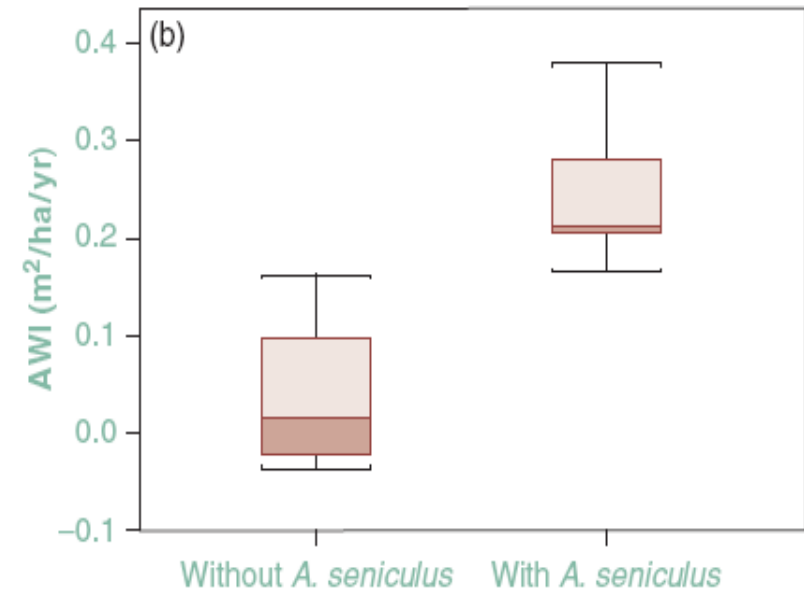 (b)
0.4
0.3
0.2
0.1
0.0
−0.1
AWI (m²/ha/yr)
Without A. seniculus
With A. seniculus